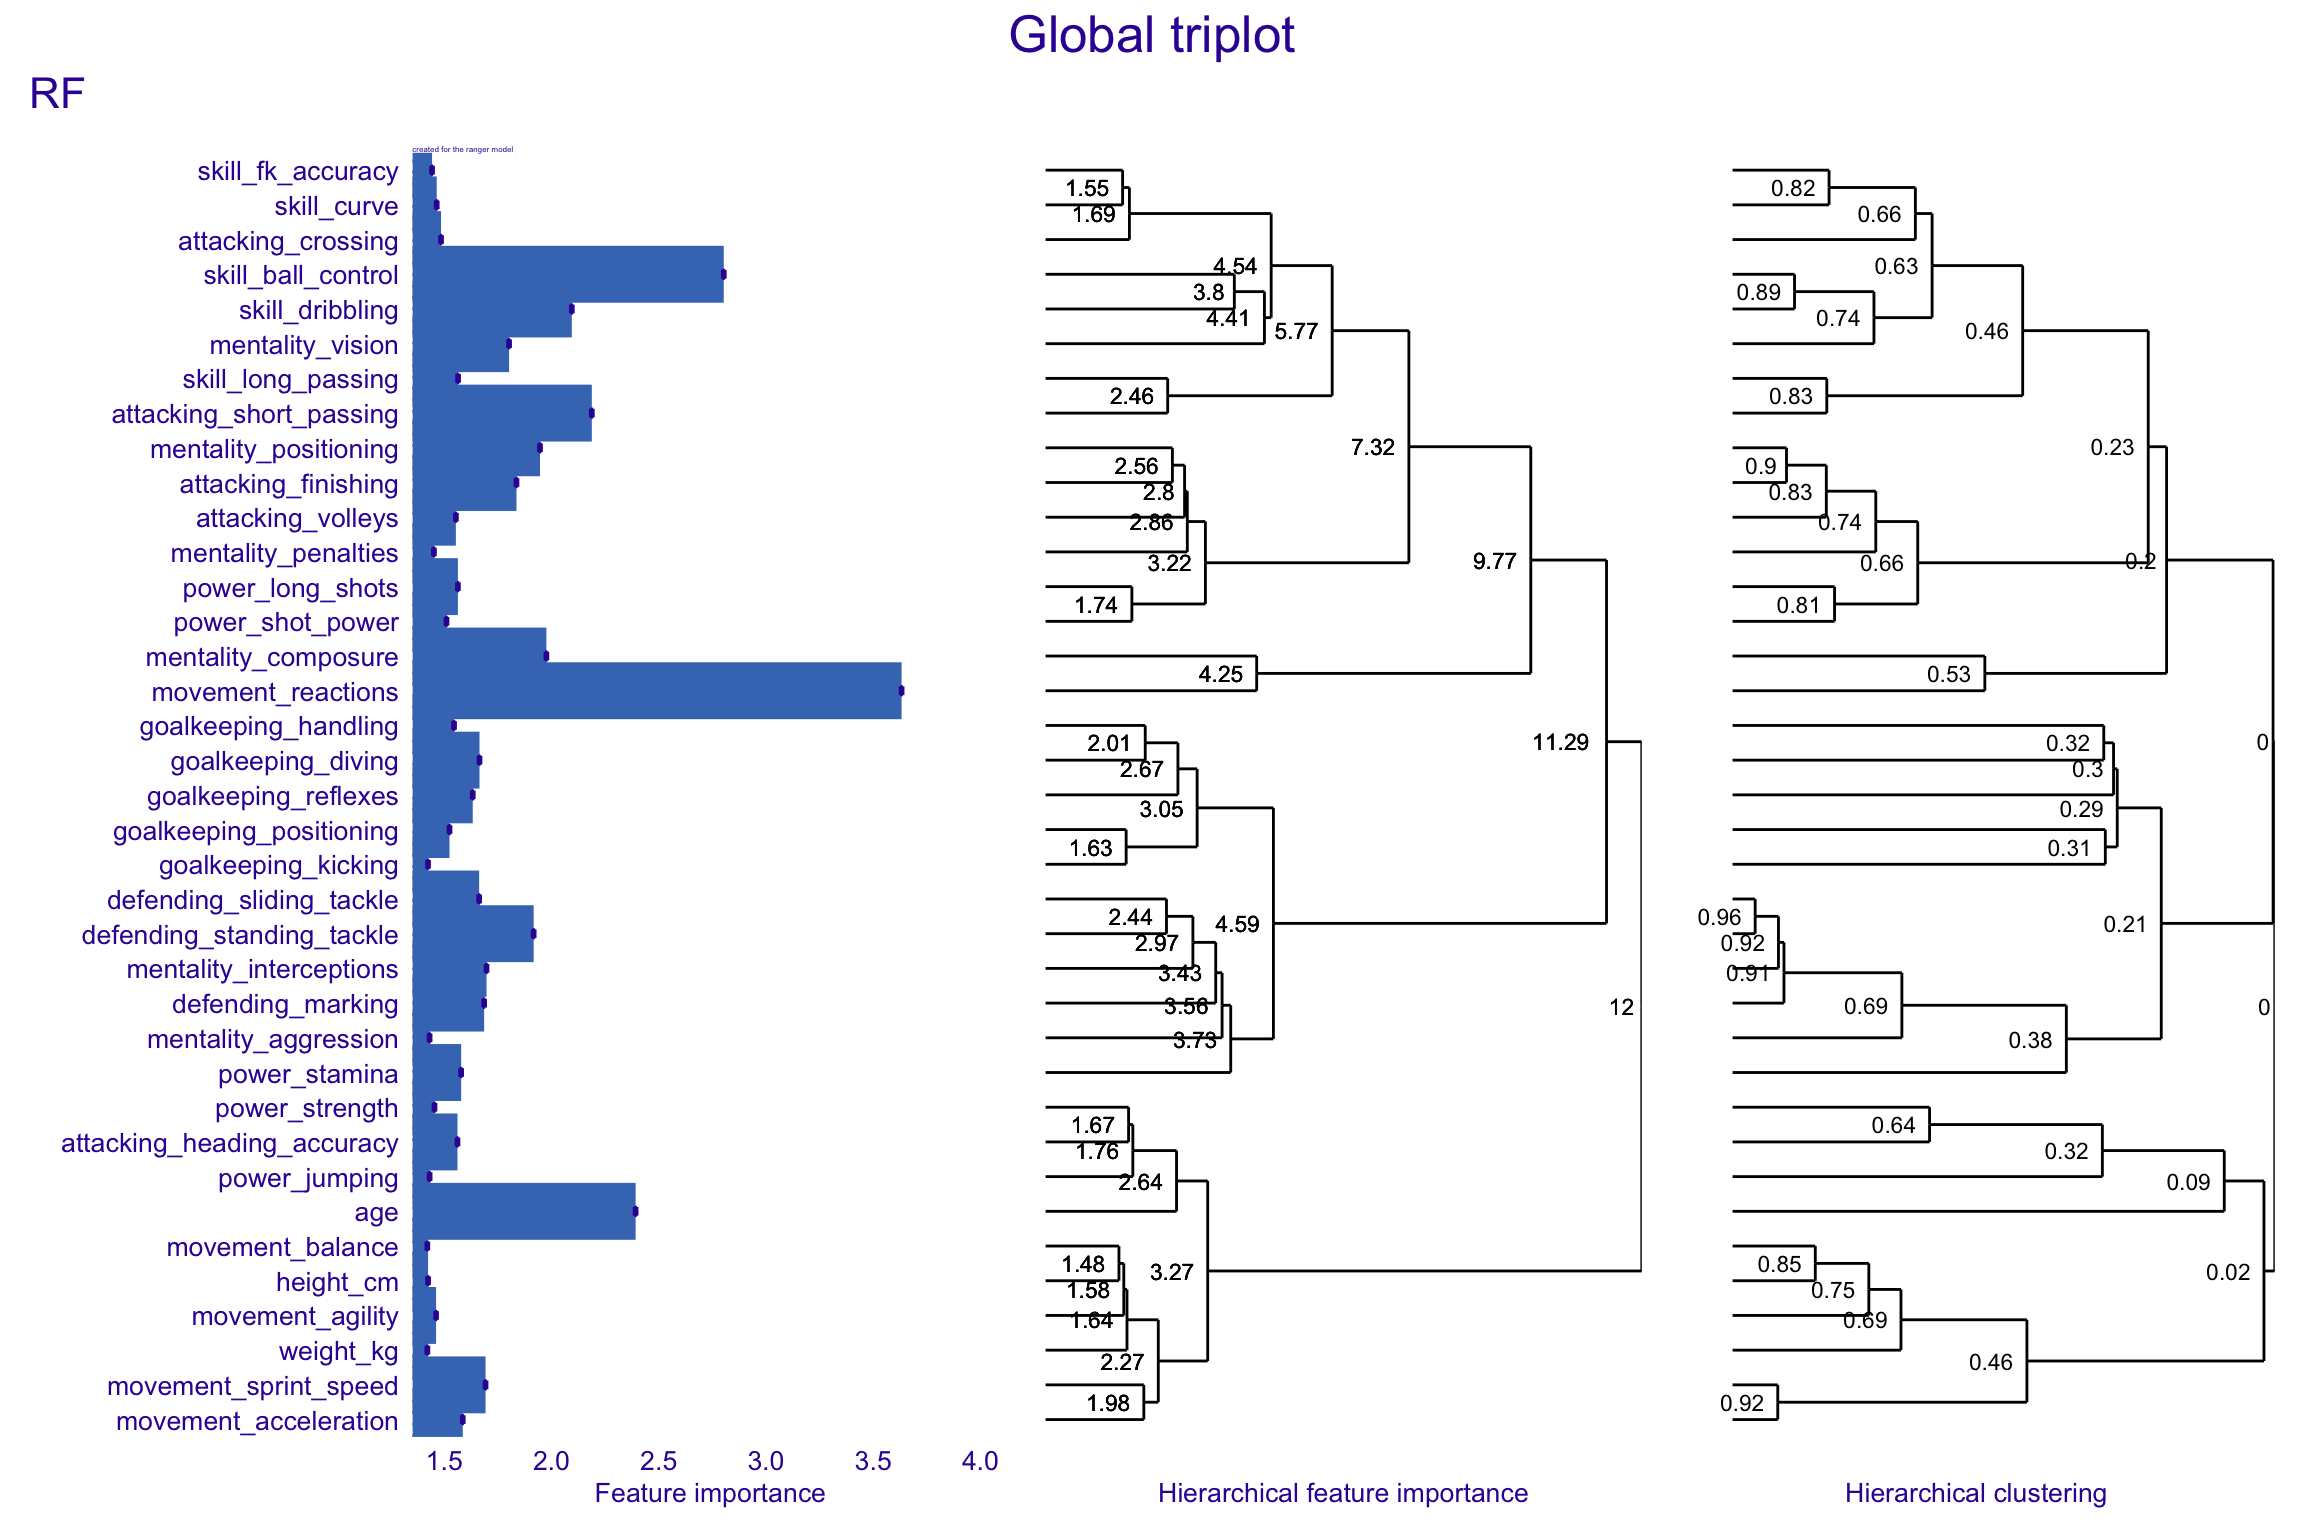 Global triplot
RF
created for the ranger model
skill_fk_accuracy
skill_curve
attacking_crossing
skill_ball_control
skill_dribbling
mentality_vision
skill_long_passing
attacking_short_passing
mentality_positioning
attacking_finishing
attacking_volleys
mentality_penalties
power_long_shots
power_shot_power
mentality_composure
movement_reactions
goalkeeping_handling
goalkeeping_diving
goalkeeping_reflexes
goalkeeping_positioning
goalkeeping_kicking
defending_sliding_tackle
defending_standing_tackle
mentality_interceptions
defending_marking
mentality_aggression
power_stamina
power_strength
attacking_heading_accuracy
power_jumping
age
movement_balance
height_cm
movement_agility
weight_kg
movement_sprint_speed
movement_acceleration
1.5 2.0 2.5 3.0 3.5 4.0
Feature importance
1.55
1.69
4.54
3.8
4.41
5.77
2.46
7.32
2.56
2.8
2.86
3.22
9.77
1.74
4.25
11.29
2.01
2.67
3.05
1.63
2.44
4.59
2.97
3.43
3.56
12
3.73
1.67
1.76
2.64
1.48
3.27
1.58
1.64
2.27
1.98
Hierarchical feature importance
0.82
0.66
0.63
0.89
0.74
0.46
0.83
0.23
0.9
0.83
0.74
0.2
0.66
0.81
0.53
0.32
0
0.3
0.29
0.31
0.96
0.21
0.92
0.91
0.69
0
0.38
0.64
0.32
0.09
0.85
0.02
0.75
0.69
0.46
0.92
Hierarchical clustering